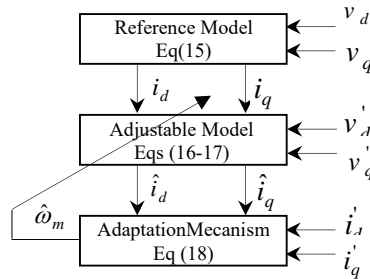 Reference Model
Eq(15)
v_d
v_q
i_d
i_q
Adjustable Model
Eqs (16-17)
v'_d
v'_q
î_d
î_q
ω̂_m
AdaptationMecanism
Eq (18)
i'_d
i'_q